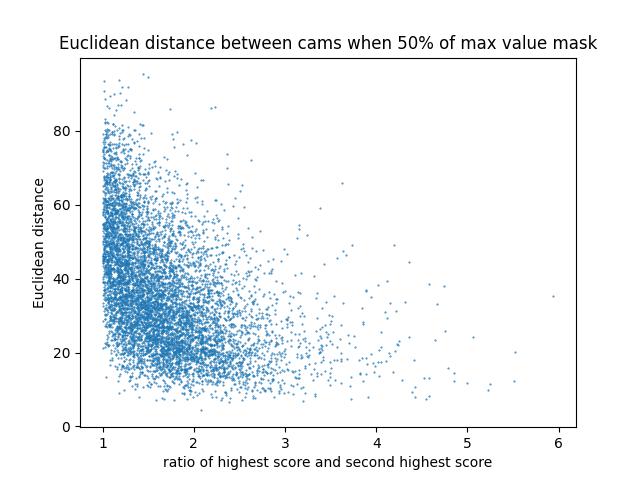 Euclidean distance between cams when 50% of max value mask
Euclidean distance
80
60
40
20
0
1 2 3 4 5 6
ratio of highest score and second highest score